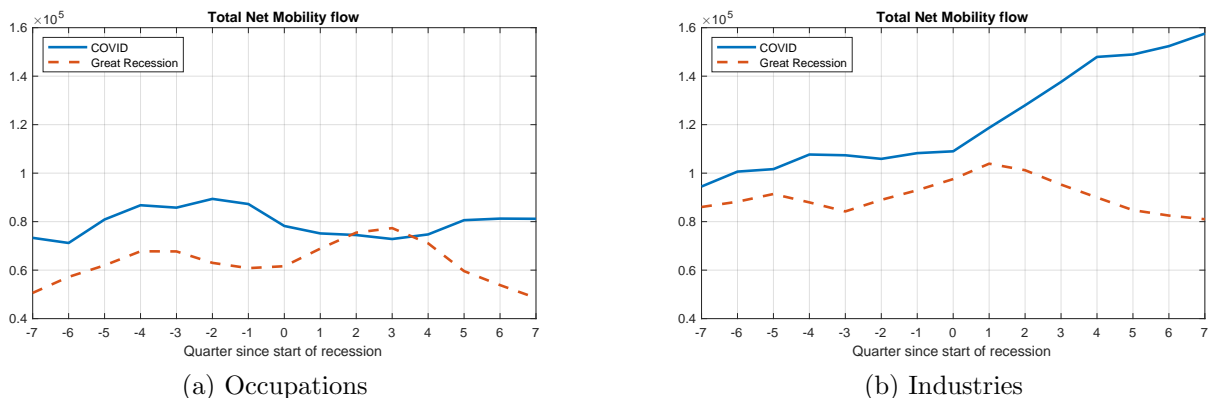 Total Net Mobility flow
×10⁵
1.6
1.4
1.2
1
0.8
0.6
0.4
COVID
Great Recession
-7 -6 -5 -4 -3 -2 -1 0 1 2 3 4 5 6 7
Quarter since start of recession
(a) Occupations
Total Net Mobility flow
×10⁵
1.6
1.4
1.2
1
0.8
0.6
0.4
COVID
Great Recession
-7 -6 -5 -4 -3 -2 -1 0 1 2 3 4 5 6 7
Quarter since start of recession
(b) Industries